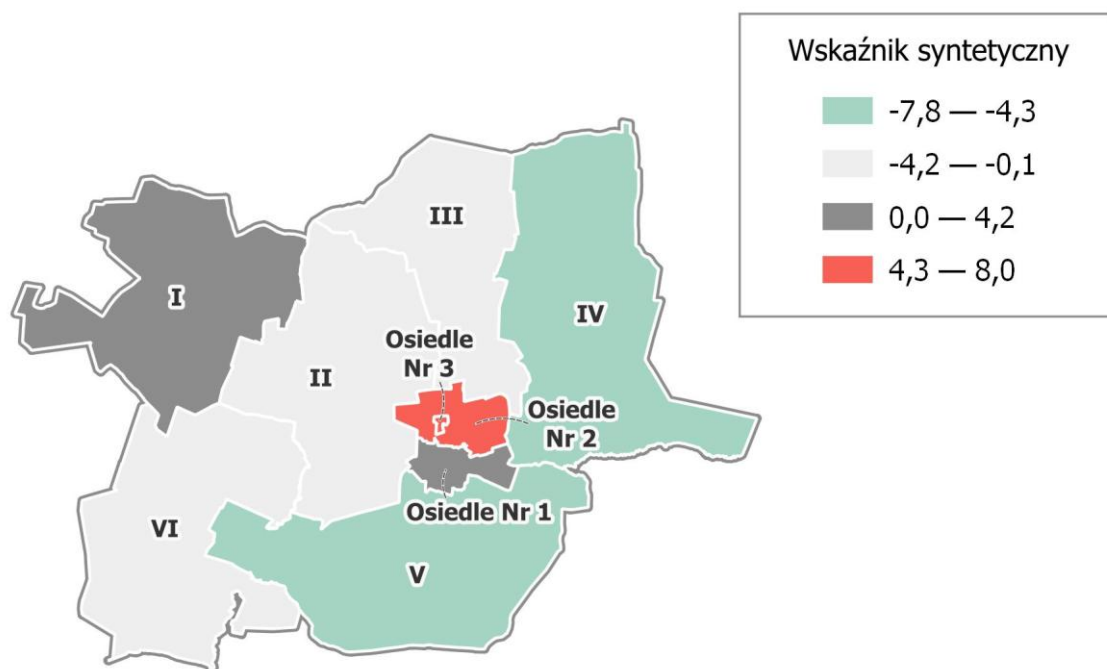 Wskaźnik syntetyczny
-7,8 — -4,3
-4,2 — -0,1
0,0 — 4,2
4,3 — 8,0
III
I
IV
Osiedle
Nr 3
II
Osiedle
Nr 2
Osiedle Nr 1
VI
V